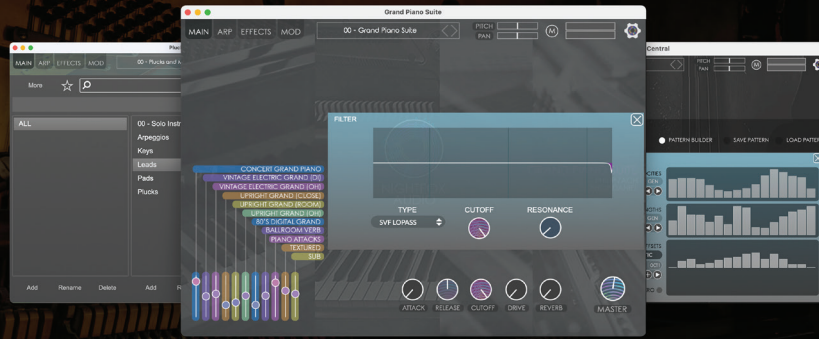 Grand Piano Suite
MAIN ARP EFFECTS MOD
00 - Grand Piano Suite
PITCH
PAN
M
FILTER
TYPE
SVF LOPASS
CUTOFF
RESONANCE
CONCERT GRAND PIANO
VINTAGE ELECTRIC GRAND (DI)
VINTAGE ELECTRIC GRAND (OH)
UPRIGHT GRAND (CLOSE)
UPRIGHT GRAND (ROOM)
UPRIGHT GRAND (OH)
80'S DIGITAL GRAND
BALLROOM VERB
PIANO ATTACKS
TEXTURED
SUB
ATTACK RELEASE CUTOFF DRIVE REVERB MASTER
MAIN ARP EFFECTS MOD
More
ALL
00 - Solo Instr
Arpeggios
Keys
Leads
Pads
Plucks
Add Rename Delete Add
Central
PITCH
PAN
M
PATTERN BUILDER SAVE PATTERN LOAD PATTER